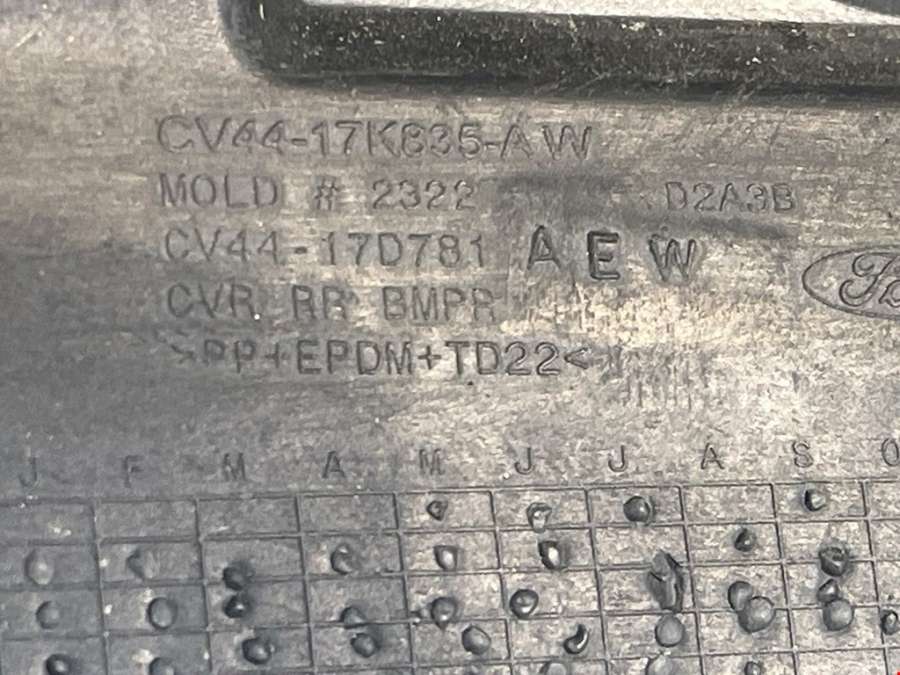 CV44-17K835-AW
MOLD # 2322 D2A3B
CV44-17D781 AEW
CVR RR BMPR
>PP+EPDM+TD22<
J F M A M J J A S O